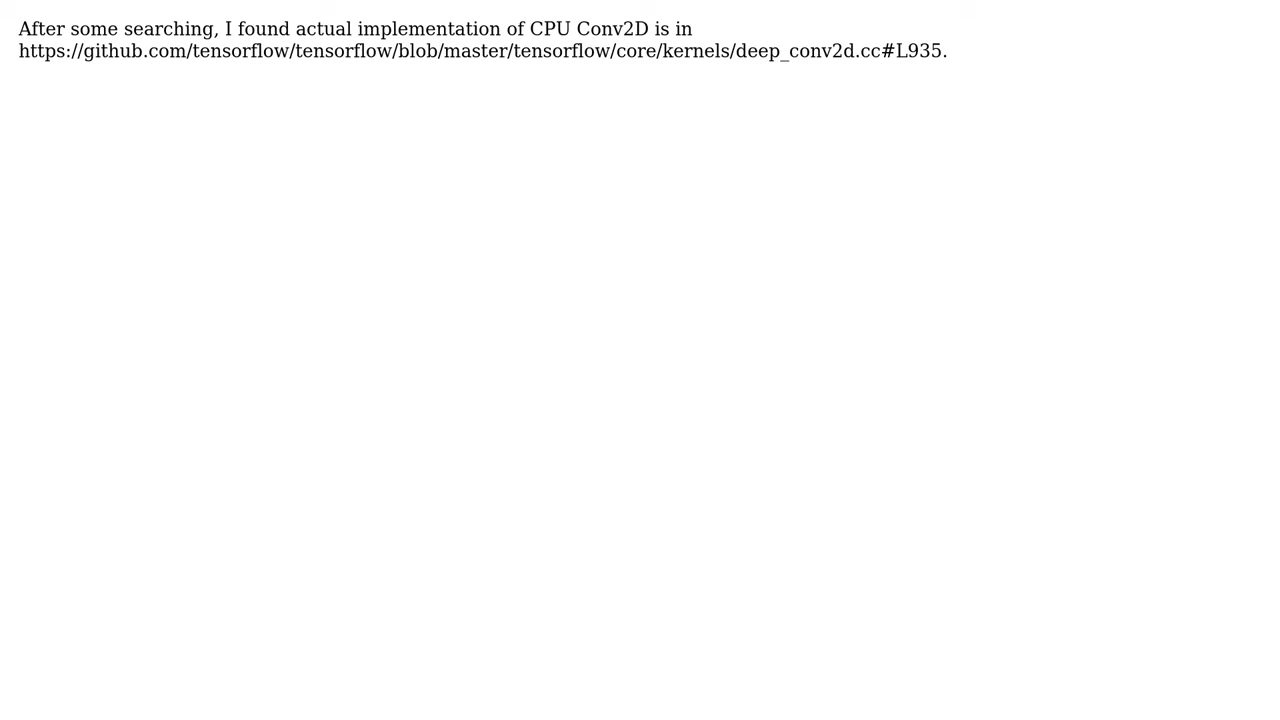 After some searching, I found actual implementation of CPU Conv2D is in
https://github.com/tensorflow/tensorflow/blob/master/tensorflow/core/kernels/deep_conv2d.cc#L935.